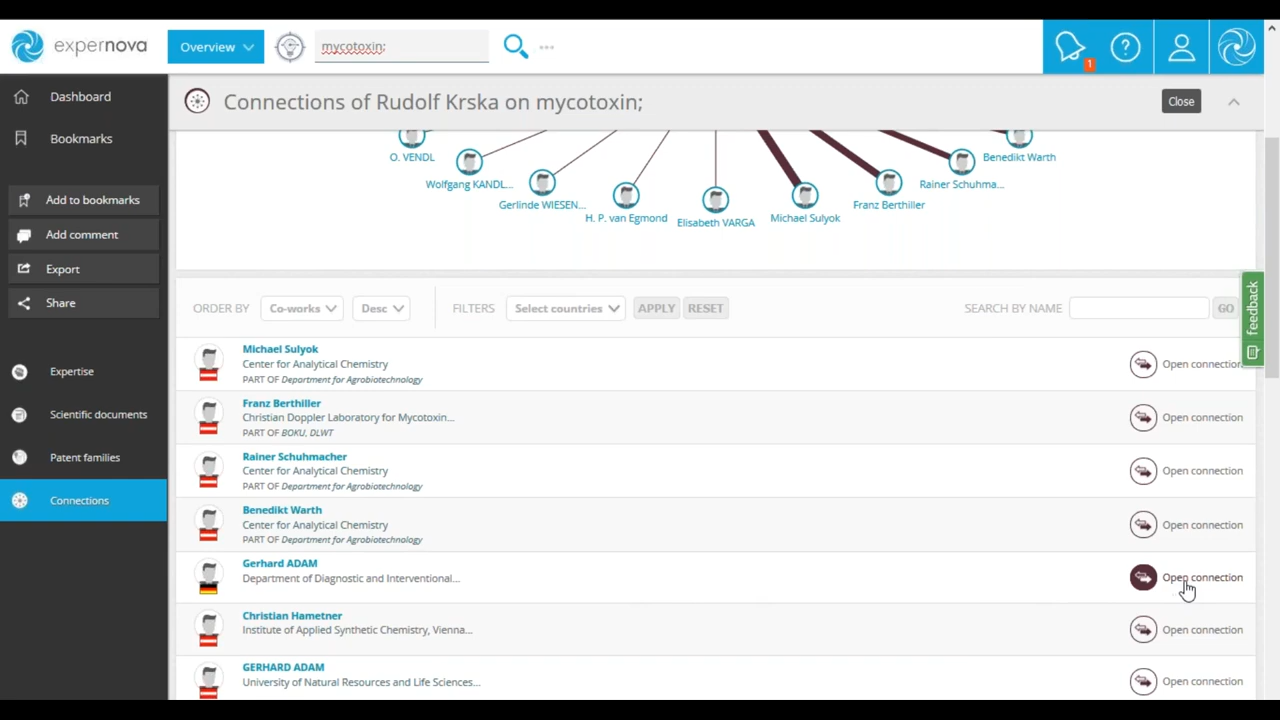 expernova
Overview
mycotoxin;
1
?
Dashboard
Connections of Rudolf Krska on mycotoxin;
Close
Bookmarks
O. VENDL
Wolfgang KANDL...
Gerlinde WIESEN...
H. P. van Egmond
Elisabeth VARGA
Michael Sulyok
Franz Berthiller
Rainer Schuhma...
Benedikt Warth
Add to bookmarks
Add comment
Export
Share
Expertise
Scientific documents
Patent families
Connections
ORDER BY Co-works Desc FILTERS Select countries APPLY RESET SEARCH BY NAME GO
feedback
Michael Sulyok
Center for Analytical Chemistry
PART OF Department for Agrobiotechnology
Open connection
Franz Berthiller
Christian Doppler Laboratory for Mycotoxin...
PART OF BOKU, DLWT
Open connection
Rainer Schuhmacher
Center for Analytical Chemistry
PART OF Department for Agrobiotechnology
Open connection
Benedikt Warth
Center for Analytical Chemistry
PART OF Department for Agrobiotechnology
Open connection
Gerhard ADAM
Department of Diagnostic and Interventional...
Open connection
Christian Hametner
Institute of Applied Synthetic Chemistry, Vienna...
Open connection
GERHARD ADAM
University of Natural Resources and Life Sciences...
Open connection